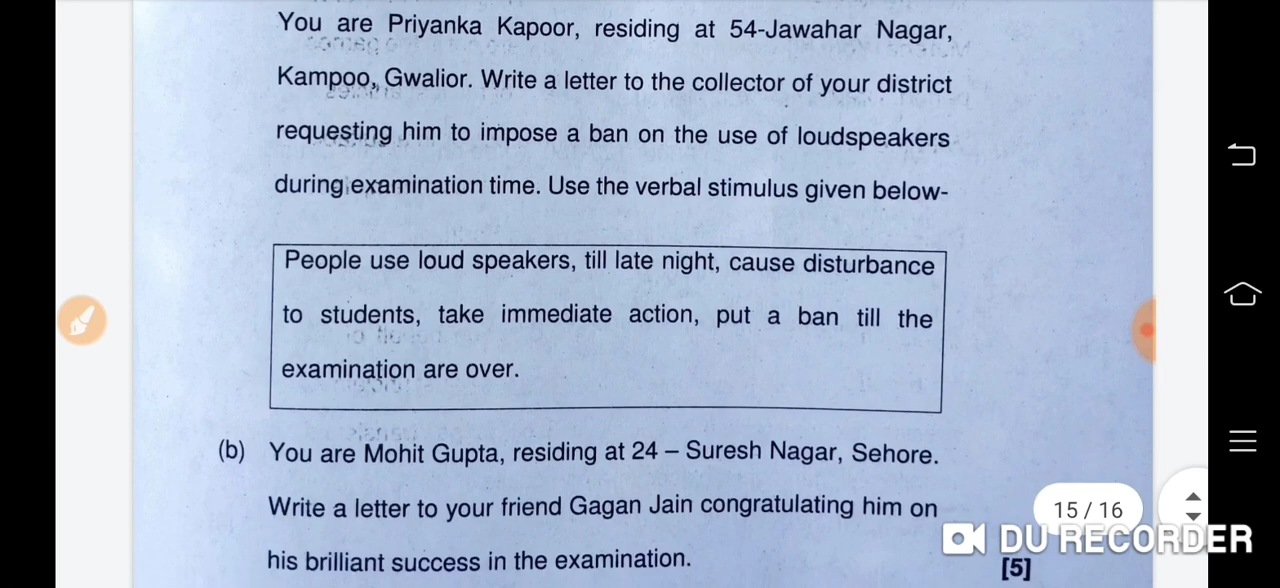 You are Priyanka Kapoor, residing at 54-Jawahar Nagar,
Kampoo, Gwalior. Write a letter to the collector of your district
requesting him to impose a ban on the use of loudspeakers
during examination time. Use the verbal stimulus given below-
People use loud speakers, till late night, cause disturbance
to students, take immediate action, put a ban till the
examination are over.
(b) You are Mohit Gupta, residing at 24 – Suresh Nagar, Sehore.
Write a letter to your friend Gagan Jain congratulating him on
his brilliant success in the examination.
[5]
15 / 16
DU RECORDER